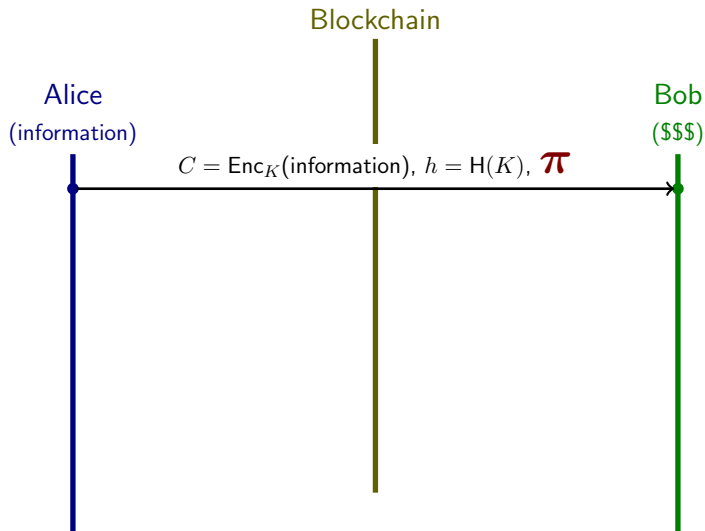 Blockchain
Alice
(information)
Bob
($$$)
C = Enc_K(information), h = H(K), π